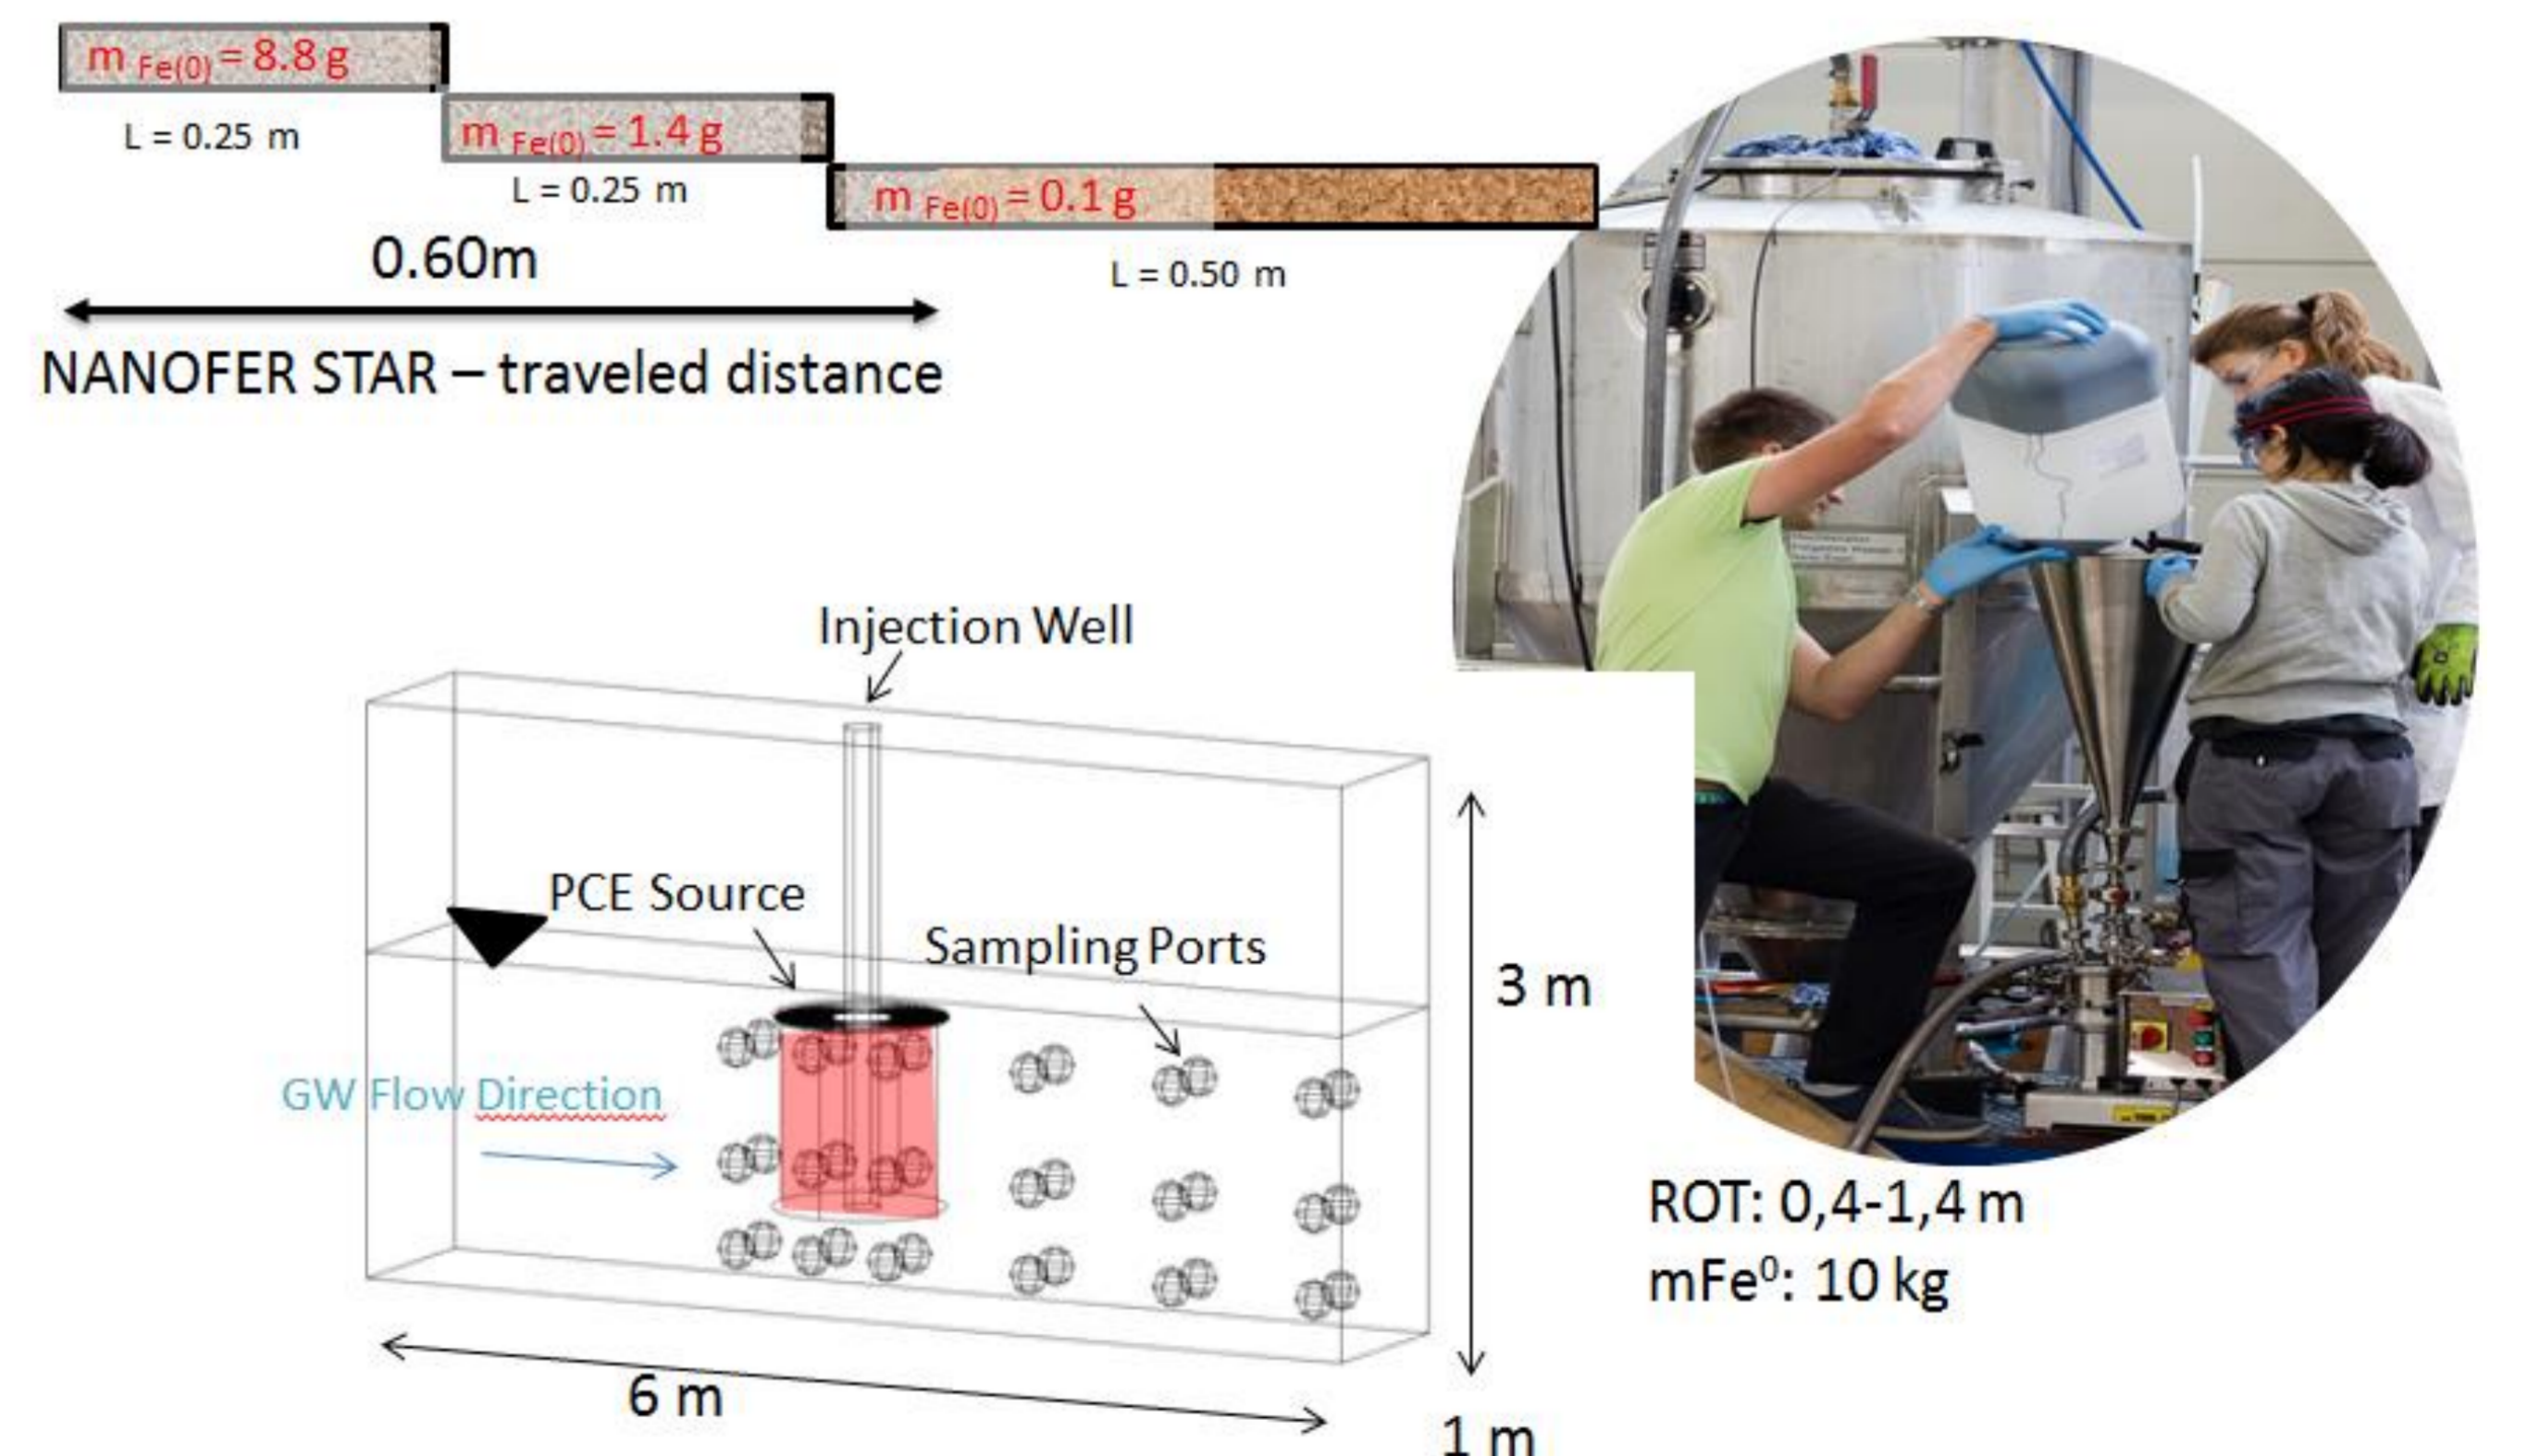 m Fe(0) = 8.8 g
L = 0.25 m
m Fe(0) = 1.4 g
L = 0.25 m
m Fe(0) = 0.1 g
L = 0.50 m
0.60m
NANOFER STAR – traveled distance
Injection Well
PCE Source
Sampling Ports
GW Flow Direction
3 m
6 m
1 m
ROT: 0,4-1,4 m
mFe⁰: 10 kg